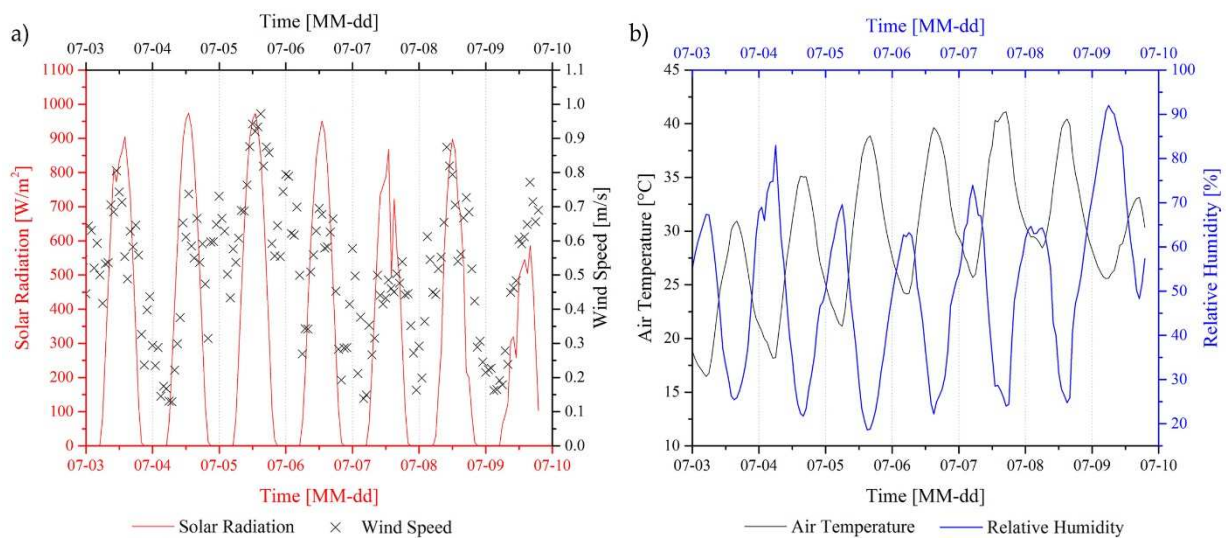 a)
Time [MM-dd]
07-03 07-04 07-05 07-06 07-07 07-08 07-09 07-10
1100
1000
900
800
700
600
500
400
300
200
100
0
Solar Radiation [W/m²]
1.1
1.0
0.9
0.8
0.7
0.6
0.5
0.4
0.3
0.2
0.1
0.0
Wind Speed [m/s]
07-03 07-04 07-05 07-06 07-07 07-08 07-09 07-10
Time [MM-dd]
Solar Radiation Wind Speed
b)
Time [MM-dd]
07-03 07-04 07-05 07-06 07-07 07-08 07-09 07-10
45
40
35
30
25
20
15
10
Air Temperature [°C]
100
90
80
70
60
50
40
30
20
Relative Humidity [%]
07-03 07-04 07-05 07-06 07-07 07-08 07-09 07-10
Time [MM-dd]
Air Temperature Relative Humidity